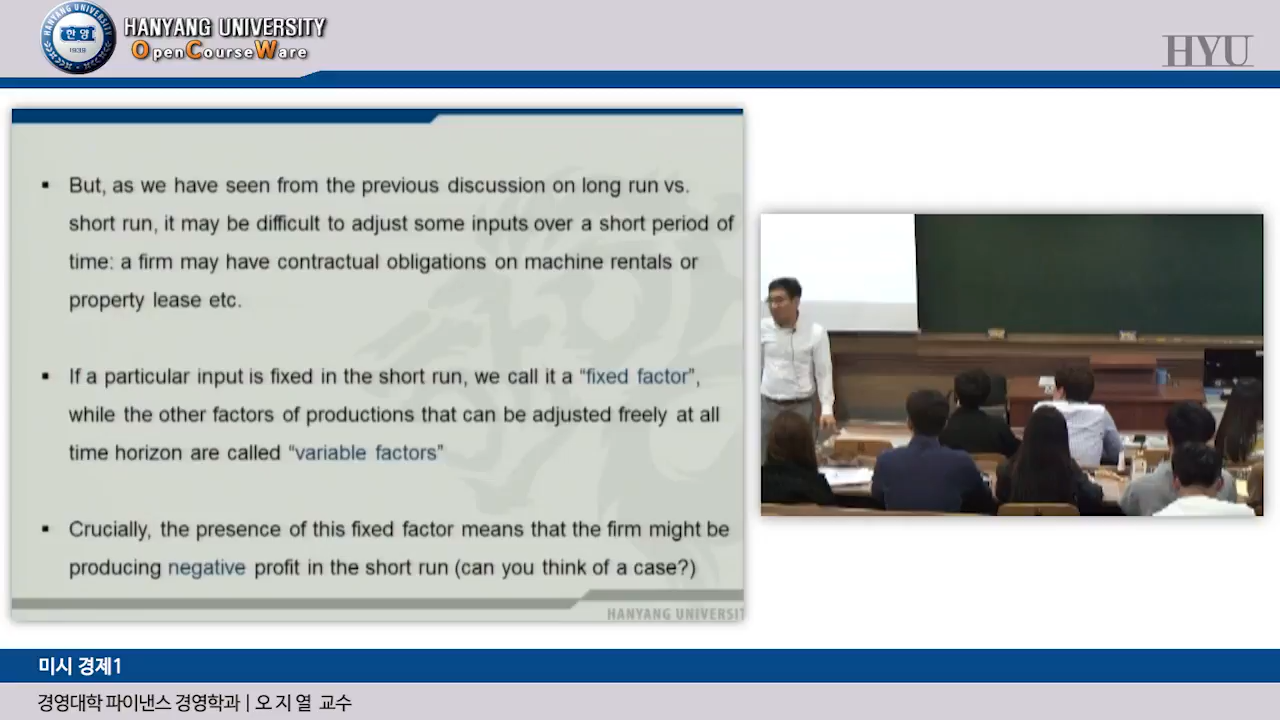 HANYANG UNIVERSITY
OpenCourseWare
HANYANG UNIVERSITY
한양
1939
HYU
▪ But, as we have seen from the previous discussion on long run vs.
short run, it may be difficult to adjust some inputs over a short period of
time: a firm may have contractual obligations on machine rentals or
property lease etc.
▪ If a particular input is fixed in the short run, we call it a “fixed factor”,
while the other factors of productions that can be adjusted freely at all
time horizon are called “variable factors”
▪ Crucially, the presence of this fixed factor means that the firm might be
producing negative profit in the short run (can you think of a case?)
HANYANG UNIVERSIT
미시 경제1
경영대학 파이낸스 경영학과 | 오 지 열 교수